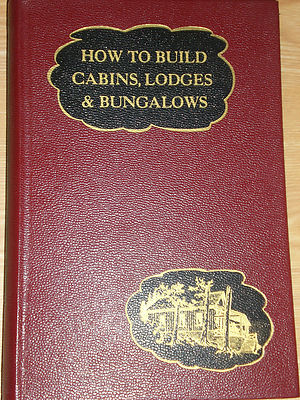 HOW TO BUILD
CABINS, LODGES
& BUNGALOWS